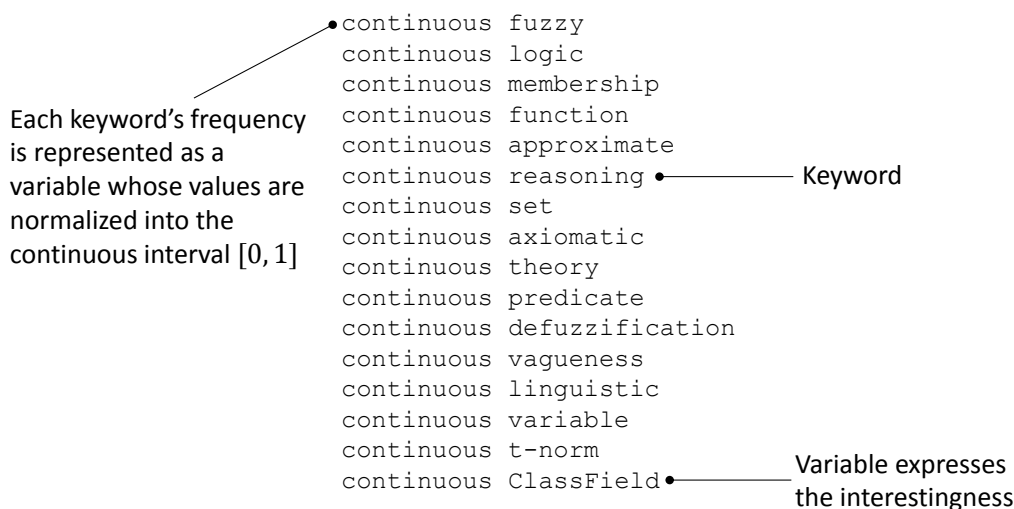 continuous fuzzy
continuous logic
continuous membership
continuous function
continuous approximate
continuous reasoning
continuous set
continuous axiomatic
continuous theory
continuous predicate
continuous defuzzification
continuous vagueness
continuous linguistic
continuous variable
continuous t-norm
continuous ClassField
Each keyword’s frequency
is represented as a
variable whose values are
normalized into the
continuous interval [0, 1]
Keyword
Variable expresses
the interestingness